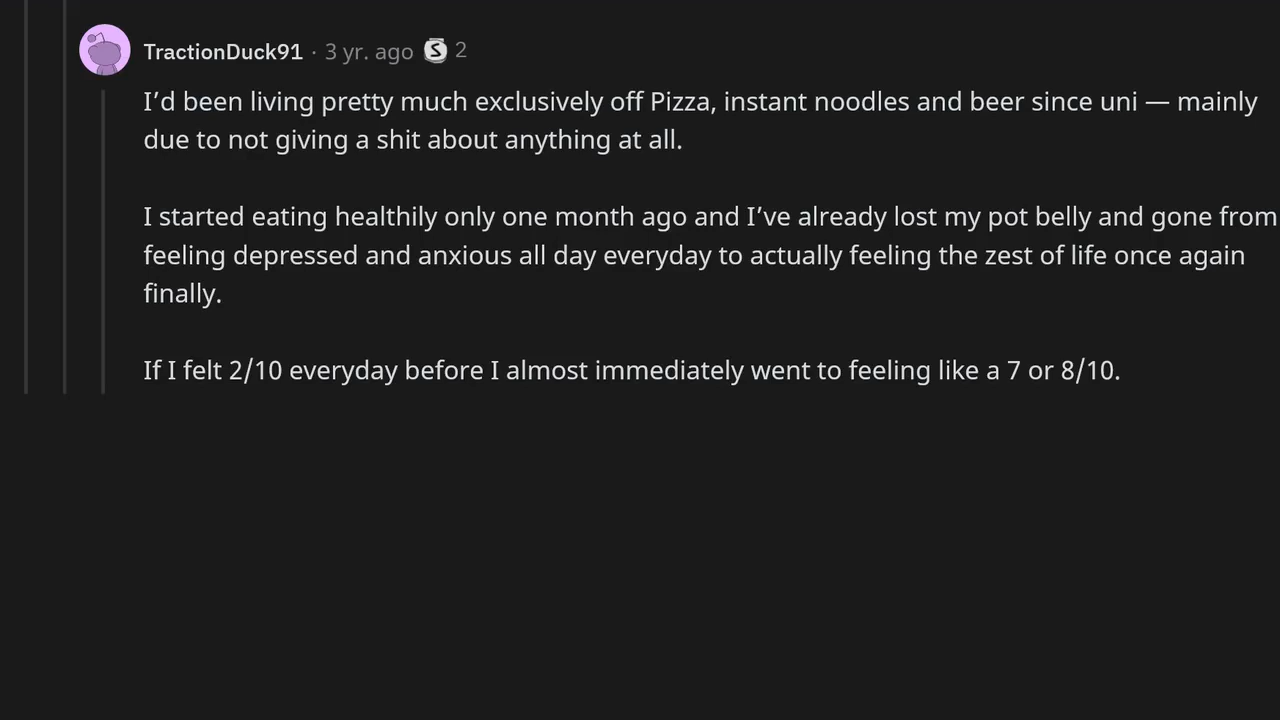 TractionDuck91 · 3 yr. ago 2
I’d been living pretty much exclusively off Pizza, instant noodles and beer since uni — mainly
due to not giving a shit about anything at all.
I started eating healthily only one month ago and I’ve already lost my pot belly and gone from
feeling depressed and anxious all day everyday to actually feeling the zest of life once again
finally.
If I felt 2/10 everyday before I almost immediately went to feeling like a 7 or 8/10.